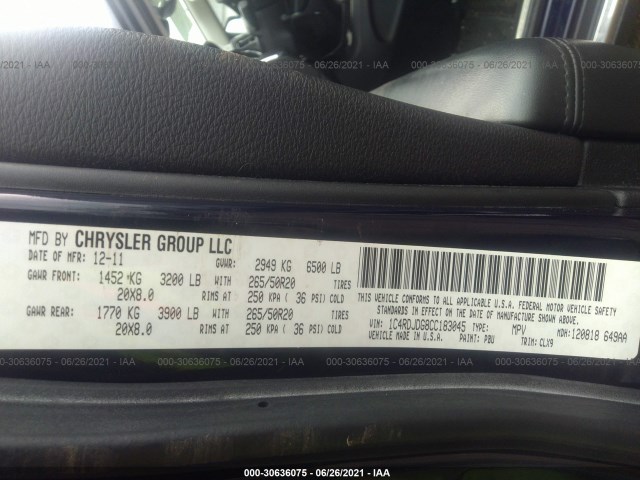 000-30636075 - 06/26/2021 - IAA
MFD BY CHRYSLER GROUP LLC
DATE OF MFR: 12-11 GVWR: 2949 KG 6500 LB
GAWR FRONT: 1452 KG 3200 LB WITH 265/50R20 TIRES
20X8.0 RIMS AT 250 KPA ( 36 PSI) COLD
GAWR REAR: 1770 KG 3900 LB WITH 265/50R20 TIRES
20X8.0 RIMS AT 250 KPA ( 36 PSI) COLD
THIS VEHICLE CONFORMS TO ALL APPLICABLE U.S.A. FEDERAL MOTOR VEHICLE SAFETY
STANDARDS IN EFFECT ON THE DATE OF MANUFACTURE SHOWN ABOVE.
VIN: 1C4RDJDG8CC183045 TYPE: MPV MDH: 120818 649AA
VEHICLE MADE IN U.S.A. PAINT: PBU TRIM: CLX9
000-30636075 - 06/26/2021 - IAA